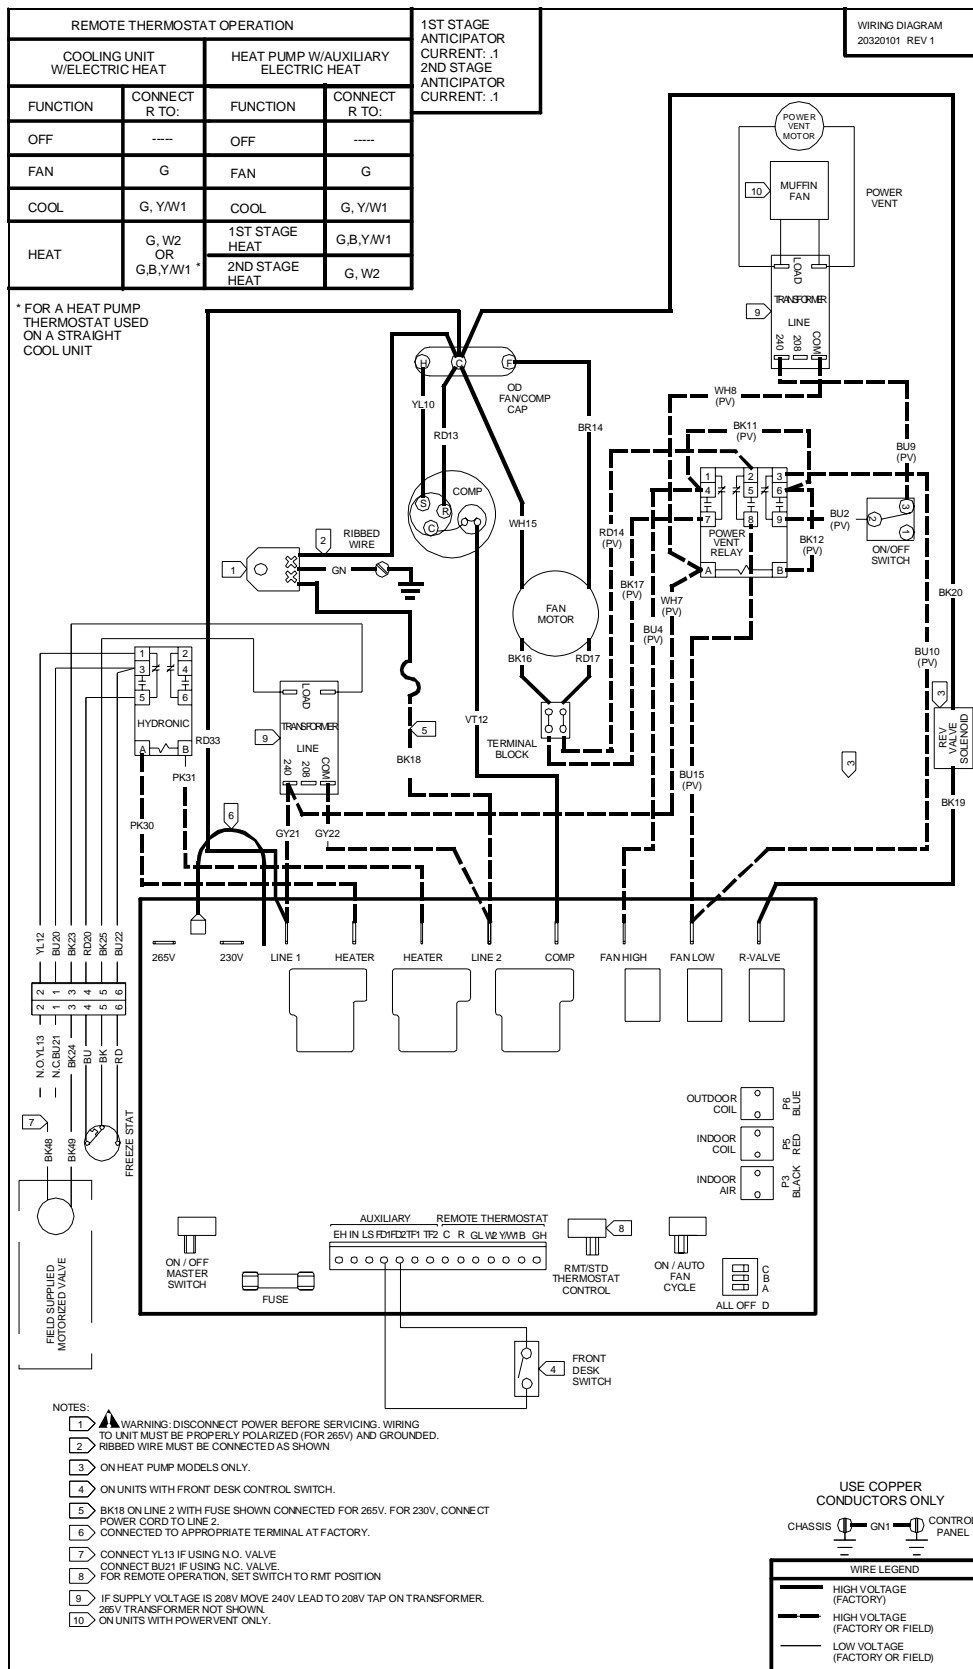 REMOTE THERMOSTAT OPERATION
COOLING UNIT
W/ELECTRIC HEAT
HEAT PUMP W/AUXILIARY
ELECTRIC HEAT
FUNCTION
CONNECT
R TO:
FUNCTION
CONNECT
R TO:
OFF
-----
OFF
-----
FAN
G
FAN
G
COOL
G, Y/W1
COOL
G, Y/W1
HEAT
G, W2
OR
G,B,Y/W1 *
1ST STAGE
HEAT
G,B,Y/W1
2ND STAGE
HEAT
G, W2
* FOR A HEAT PUMP
THERMOSTAT USED
ON A STRAIGHT
COOL UNIT
1ST STAGE
ANTICIPATOR
CURRENT: .1
2ND STAGE
ANTICIPATOR
CURRENT: .1
WIRING DIAGRAM
20320101 REV 1
POWER
VENT
MOTOR
10
MUFFIN
FAN
POWER
VENT
LOAD
TRANSFORMER
LINE
9
240
208
COM
H
C
F
OD
FAN/COMP
CAP
YL10
RD13
BR14
WH8
(PV)
BK11
(PV)
BU9
(PV)
S
R
C
COMP
WH15
RD14
(PV)
1
2
3
4
5
6
7
8
9
POWER
VENT
RELAY
A
B
BU2
(PV)
BK12
(PV)
3
2
1
ON/OFF
SWITCH
2
RIBBED
WIRE
1
GN
FAN
MOTOR
BK17
(PV)
WH7
(PV)
BU4
(PV)
BK20
BU10
(PV)
BK16
RD17
1
2
3
4
5
6
HYDRONIC
A
B
RD33
LOAD
TRANSFORMER
LINE
9
240
208
COM
5
BK18
VT12
TERMINAL
BLOCK
3
REV
VALVE
SOLENOID
3
BU15
(PV)
BK19
PK31
PK30
6
GY21
GY22
YL12
BU20
BK23
RD20
BK25
BU22
265V
230V
LINE 1
HEATER
HEATER
LINE 2
COMP
FAN HIGH
FAN LOW
R-VALVE
2 1 3 4 5 6
2 1 3 4 5 6
N.O.YL13
N.C.BU21
BK24
BU
BK
RD
7
BK48
BK49
FREEZE STAT
FIELD SUPPLIED
MOTORIZED VALVE
OUTDOOR
COIL
P6
BLUE
INDOOR
COIL
P5
RED
INDOOR
AIR
P3
BLACK
ON / OFF
MASTER
SWITCH
FUSE
AUXILIARY
REMOTE THERMOSTAT
EH IN LS FD1FD2TF1 TF2 C R GL W2 Y/W1B GH
8
RMT/STD
THERMOSTAT
CONTROL
ON / AUTO
FAN
CYCLE
C
B
A
ALL OFF D
4
FRONT
DESK
SWITCH
NOTES:
1 WARNING: DISCONNECT POWER BEFORE SERVICING. WIRING
TO UNIT MUST BE PROPERLY POLARIZED (FOR 265V) AND GROUNDED.
2 RIBBED WIRE MUST BE CONNECTED AS SHOWN
3 ON HEAT PUMP MODELS ONLY.
4 ON UNITS WITH FRONT DESK CONTROL SWITCH.
5 BK18 ON LINE 2 WITH FUSE SHOWN CONNECTED FOR 265V. FOR 230V, CONNECT
POWER CORD TO LINE 2.
6 CONNECTED TO APPROPRIATE TERMINAL AT FACTORY.
7 CONNECT YL13 IF USING N.O. VALVE
CONNECT BU21 IF USING N.C. VALVE.
8 FOR REMOTE OPERATION, SET SWITCH TO RMT POSITION
9 IF SUPPLY VOLTAGE IS 208V MOVE 240V LEAD TO 208V TAP ON TRANSFORMER.
265V TRANSFORMER NOT SHOWN.
10 ON UNITS WITH POWERVENT ONLY.
USE COPPER
CONDUCTORS ONLY
CHASSIS
GN1
CONTROL
PANEL
WIRE LEGEND
HIGH VOLTAGE
(FACTORY)
HIGH VOLTAGE
(FACTORY OR FIELD)
LOW VOLTAGE
(FACTORY OR FIELD)